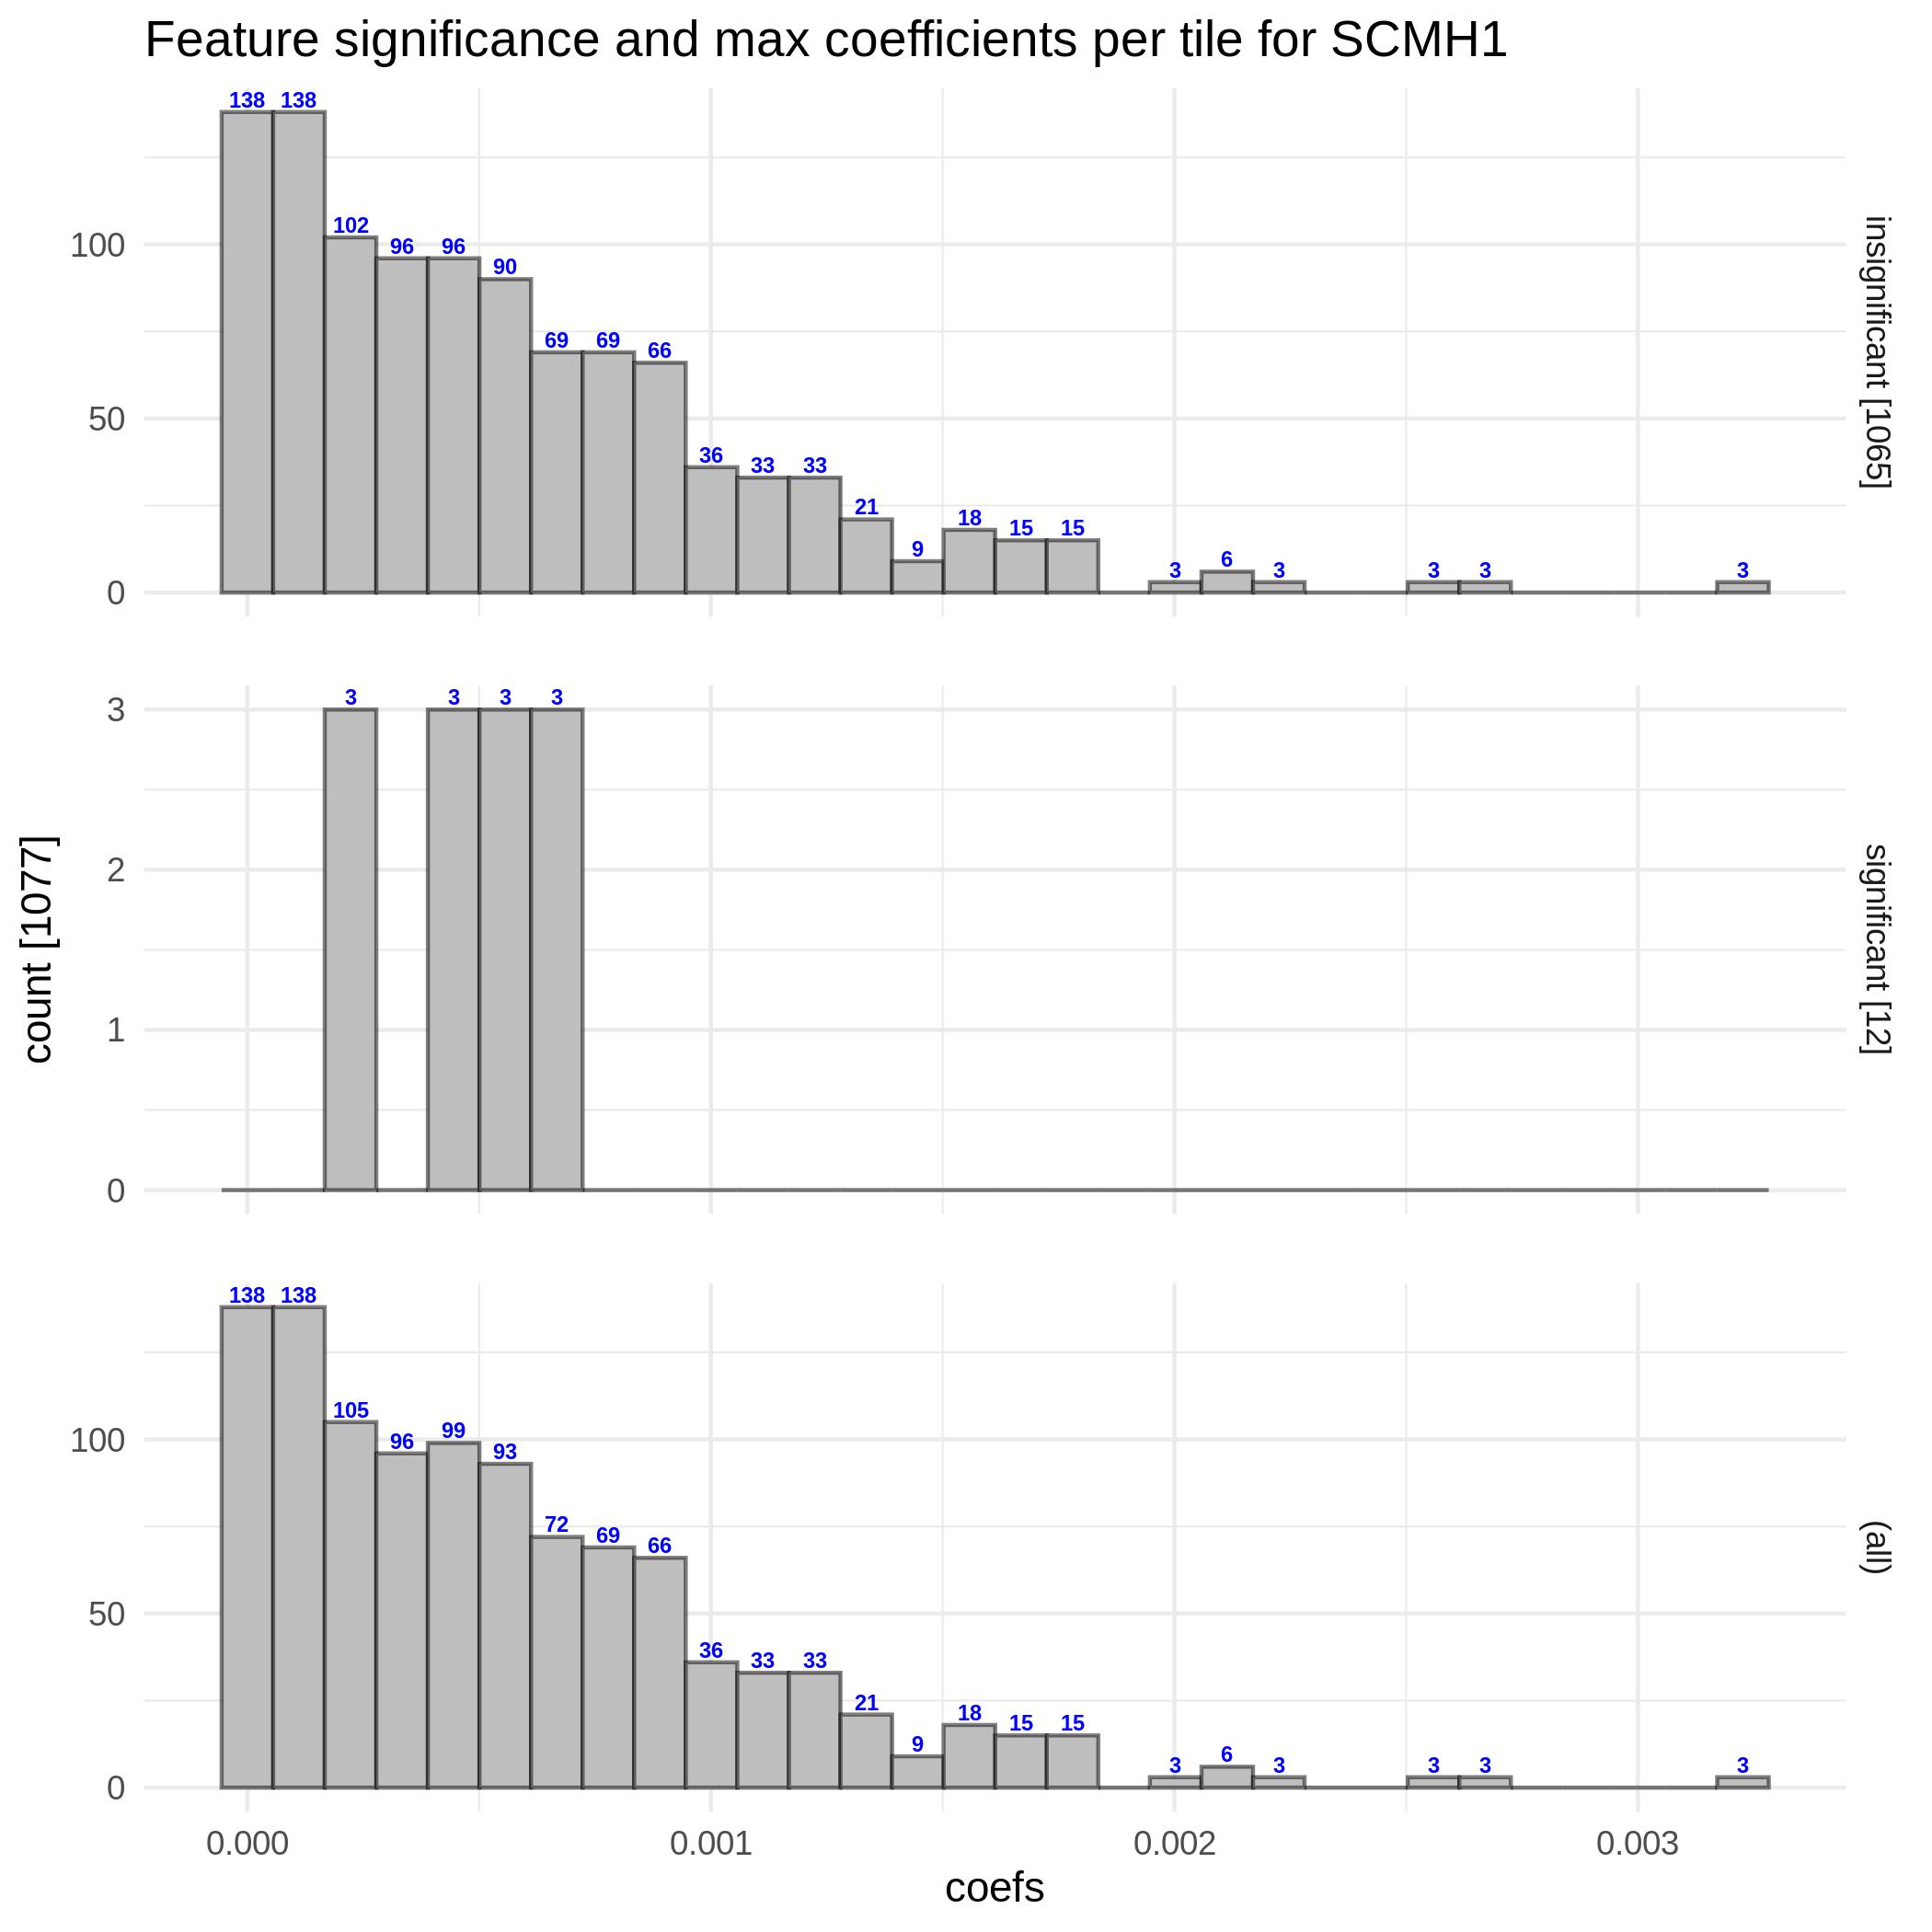 Feature significance and max coefficients per tile for SCMH1
138 138 102 96 96 90 69 69 66 36 33 33 21 9 18 15 15 3 6 3 3 3 3
100
50
0
insignificant [1065]
3 3 3 3
3
2
1
0
significant [12]
count [1077]
138 138 105 96 99 93 72 69 66 36 33 33 21 9 18 15 15 3 6 3 3 3 3
100
50
0
(all)
0.000 0.001 0.002 0.003
coefs